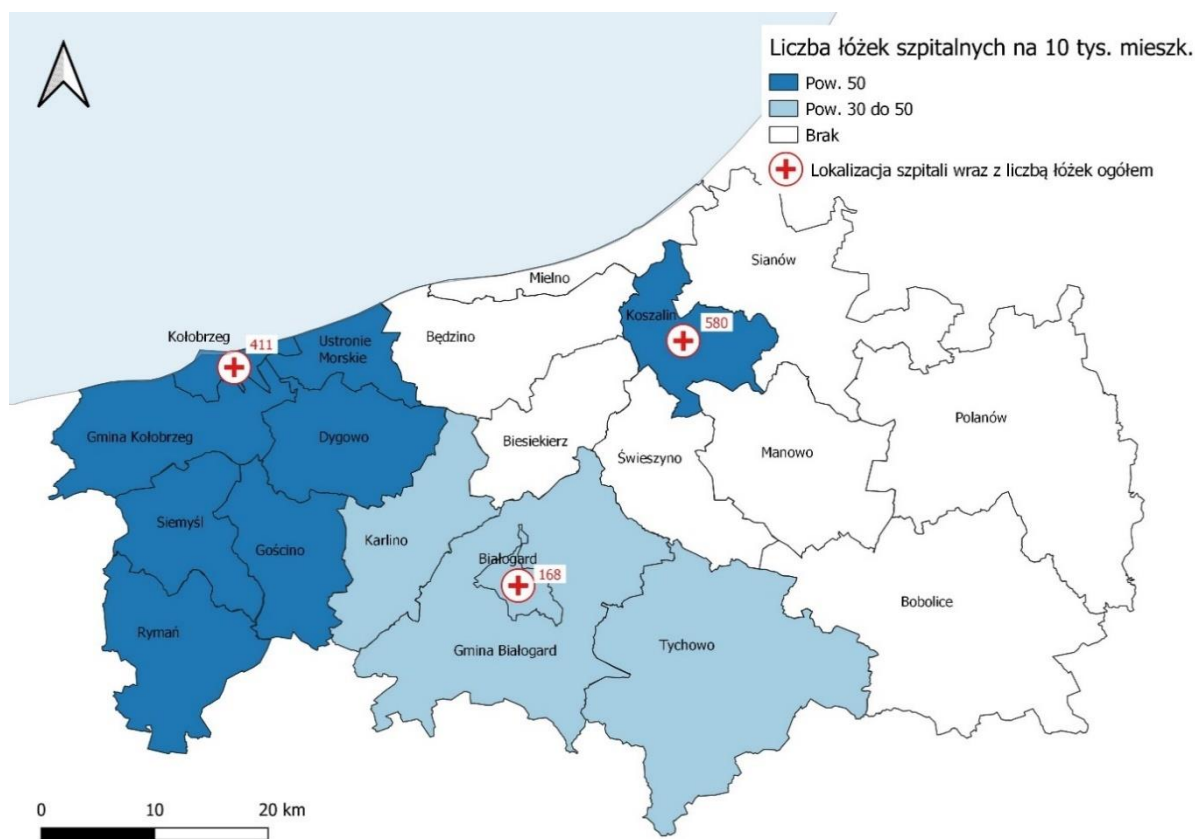 Liczba łóżek szpitalnych na 10 tys. mieszk.
Pow. 50
Pow. 30 do 50
Brak
Lokalizacja szpitali wraz z liczbą łóżek ogółem
Sianów
Mielno
Koszalin
580
Kołobrzeg
411
Ustronie
Morskie
Będzino
Polanów
Gmina Kołobrzeg
Dygowo
Biesiekierz
Świeszyno
Manowo
Siemyśl
Gościno
Karlino
Białogard
168
Bobolice
Rymań
Gmina Białogard
Tychowo
0 10 20 km